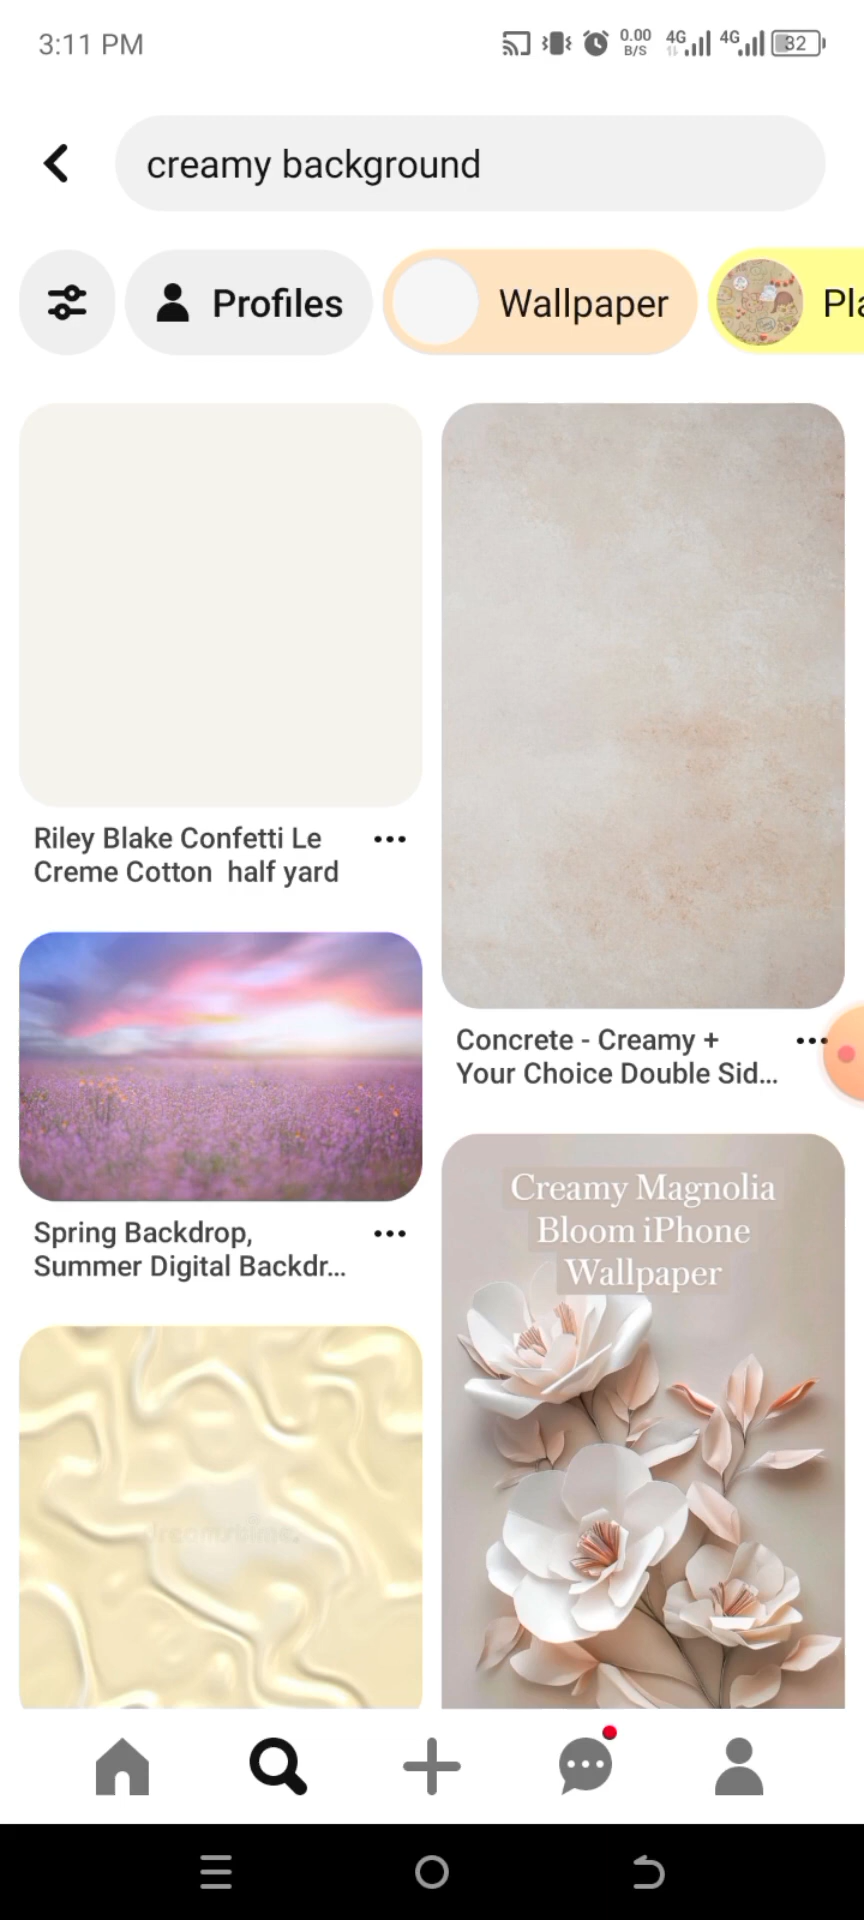 3:11 PM
0.00
B/S
4G
4G
32
creamy background
Profiles
Wallpaper
Pla
Riley Blake Confetti Le
Creme Cotton half yard
Concrete - Creamy +
Your Choice Double Sid...
Spring Backdrop,
Summer Digital Backdr...
Creamy Magnolia
Bloom iPhone
Wallpaper
dreamstime.